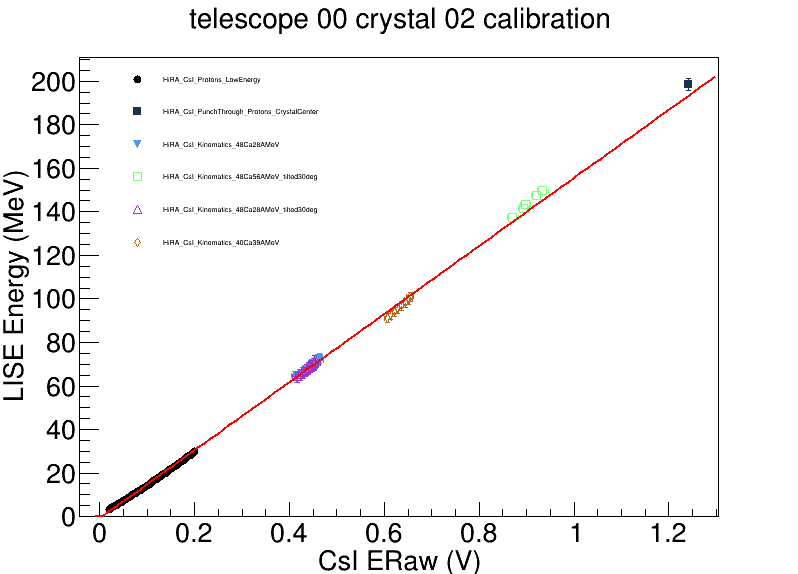 telescope 00 crystal 02 calibration
LISE Energy (MeV)
200
180
160
140
120
100
80
60
40
20
0
HiRA_CsI_Protons_LowEnergy
HiRA_CsI_PunchThrough_Protons_CrystalCenter
HiRA_CsI_Kinematics_48Ca28AMeV
HiRA_CsI_Kinematics_48Ca56AMeV_tilted30deg
HiRA_CsI_Kinematics_48Ca28AMeV_tilted30deg
HiRA_CsI_Kinematics_40Ca39AMeV
0 0.2 0.4 0.6 0.8 1 1.2
CsI ERaw (V)